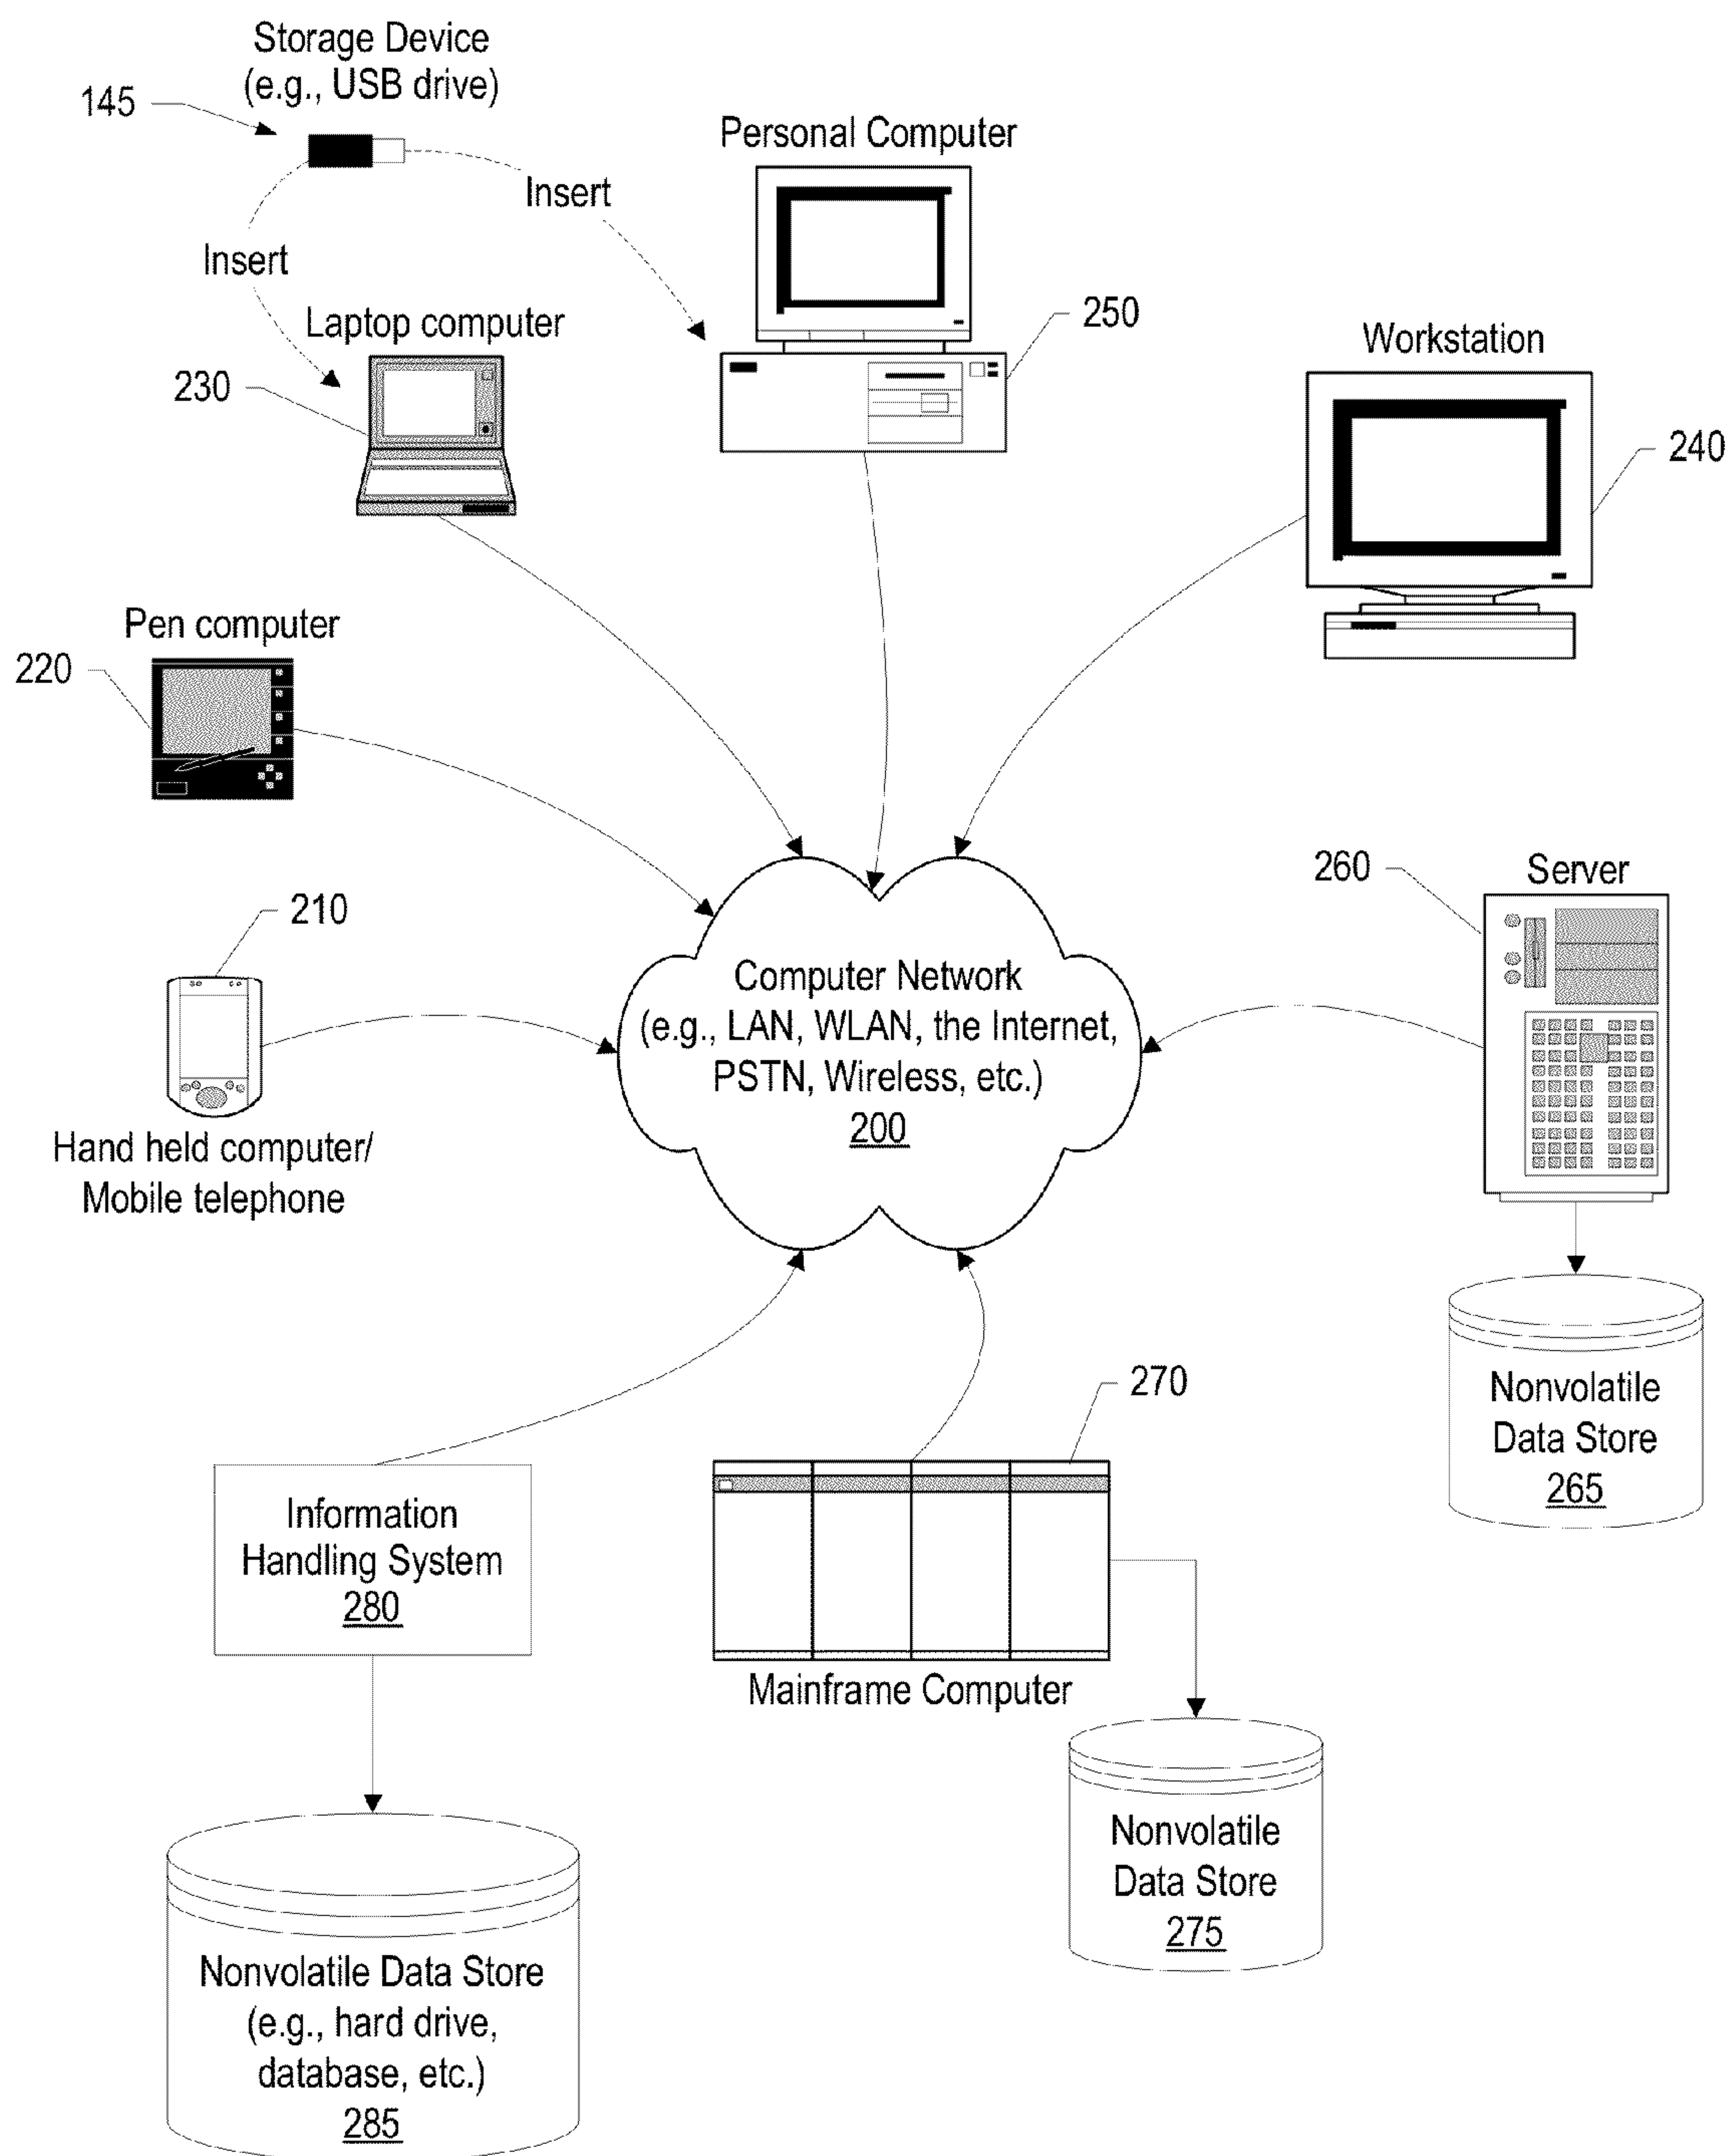 Storage Device
(e.g., USB drive)
145
Personal Computer
Insert
Insert
Laptop computer
250
Workstation
230
240
Pen computer
220
260
Server
210
Computer Network
(e.g., LAN, WLAN, the Internet,
PSTN, Wireless, etc.)
200
Hand held computer/
Mobile telephone
270
Nonvolatile
Data Store
265
Information
Handling System
280
Mainframe Computer
Nonvolatile
Data Store
275
Nonvolatile Data Store
(e.g., hard drive,
database, etc.)
285